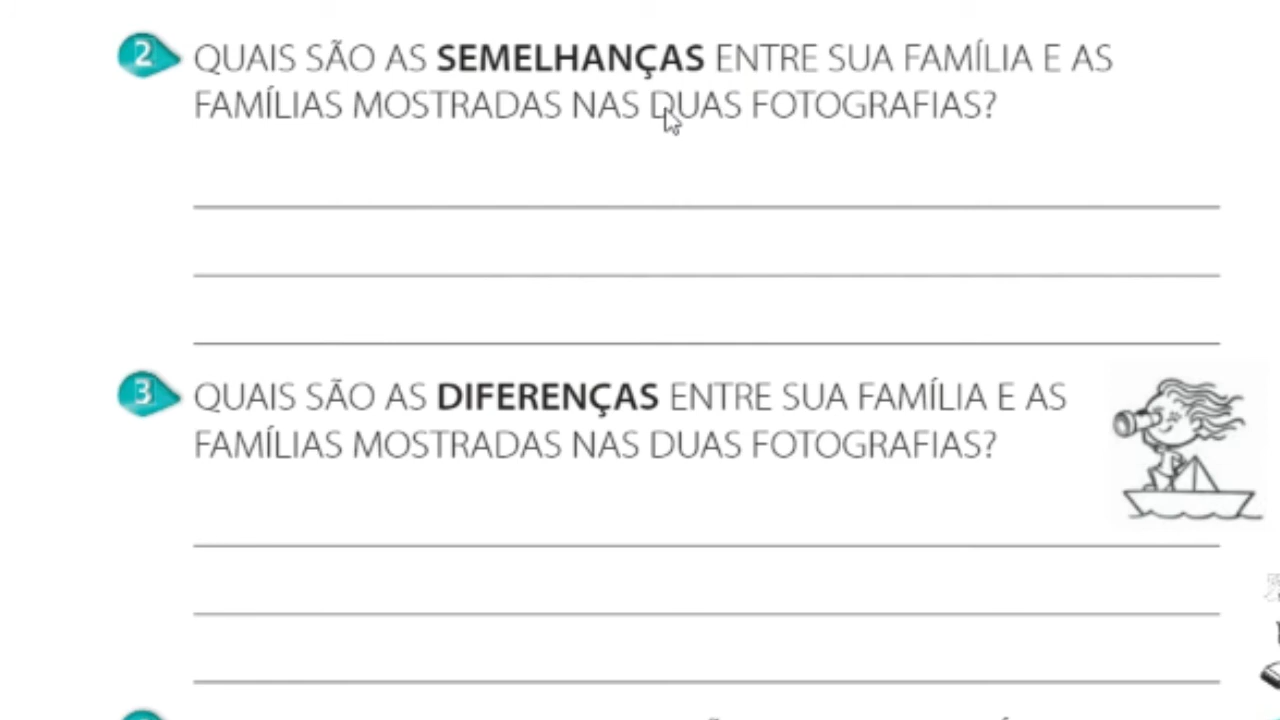 2 QUAIS SÃO AS SEMELHANÇAS ENTRE SUA FAMÍLIA E AS
FAMÍLIAS MOSTRADAS NAS DUAS FOTOGRAFIAS?
3 QUAIS SÃO AS DIFERENÇAS ENTRE SUA FAMÍLIA E AS
FAMÍLIAS MOSTRADAS NAS DUAS FOTOGRAFIAS?